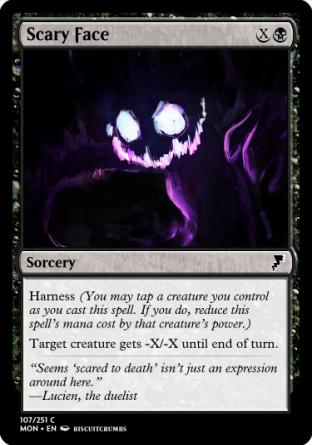 Scary Face
X
Sorcery
Harness (You may tap a creature you control
as you cast this spell. If you do, reduce this
spell's mana cost by that creature's power.)
Target creature gets -X/-X until end of turn.
“Seems ‘scared to death’ isn’t just an expression
around here.”
—Lucien, the duelist
107/251 C
MON • EN BISCUITCRUMBS